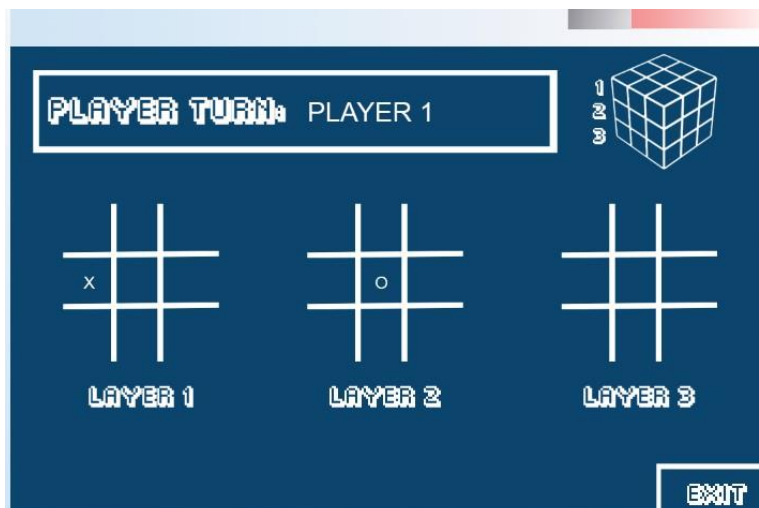 PLAYER TURN: PLAYER 1
1
2
3
X
O
LAYER 1
LAYER 2
LAYER 3
EXIT